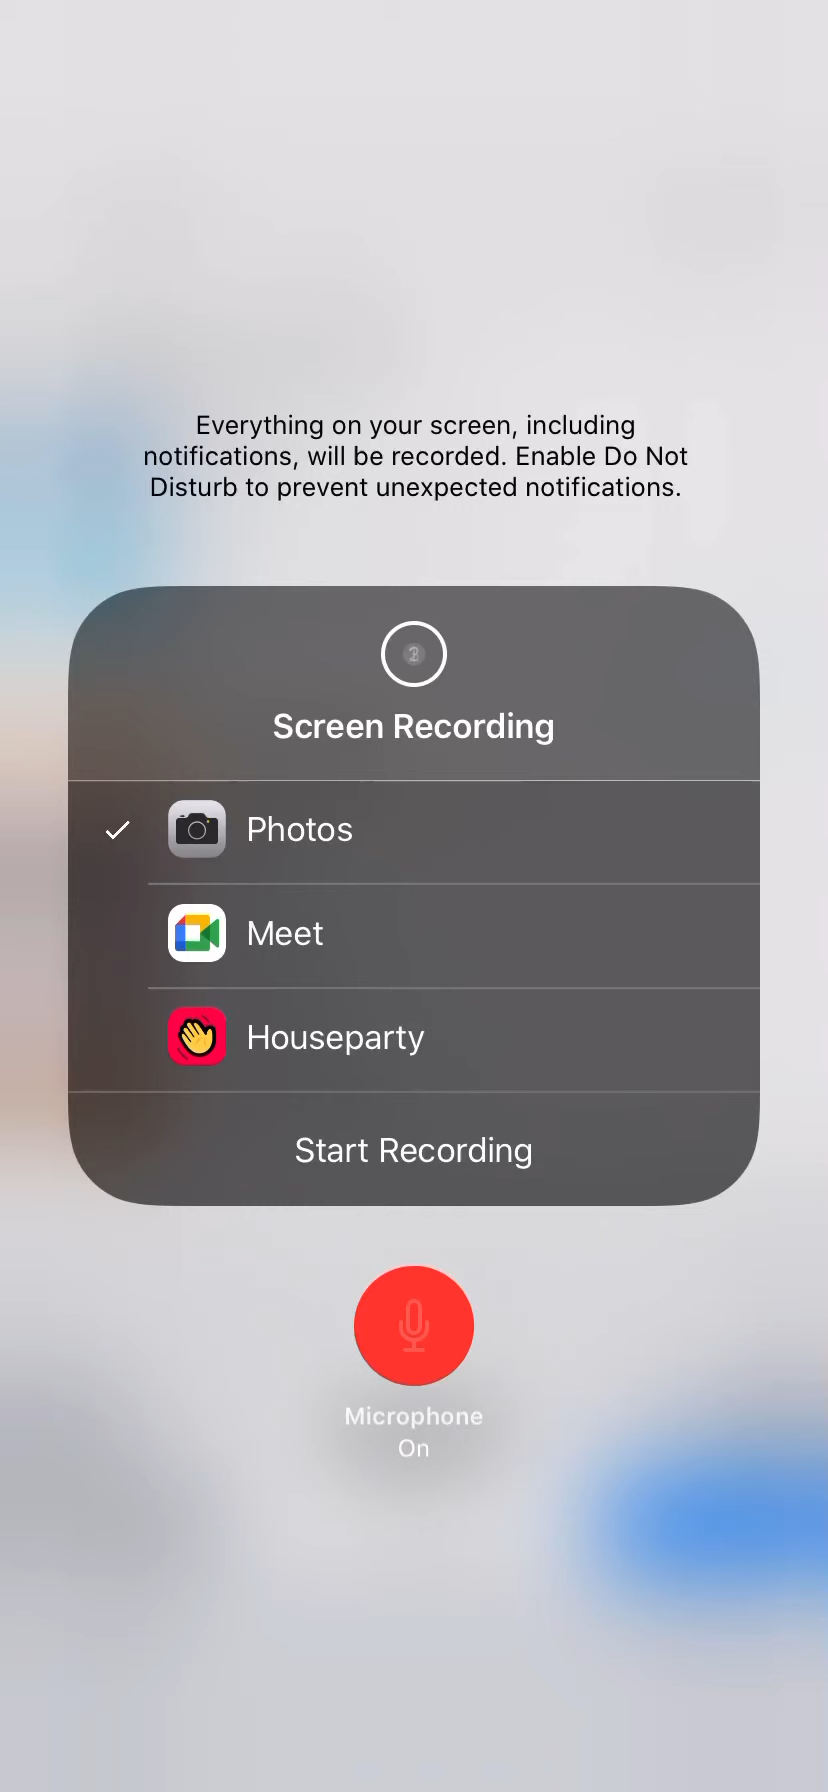 Everything on your screen, including
notifications, will be recorded. Enable Do Not
Disturb to prevent unexpected notifications.
Screen Recording
Photos
Meet
Houseparty
Start Recording
Microphone
On